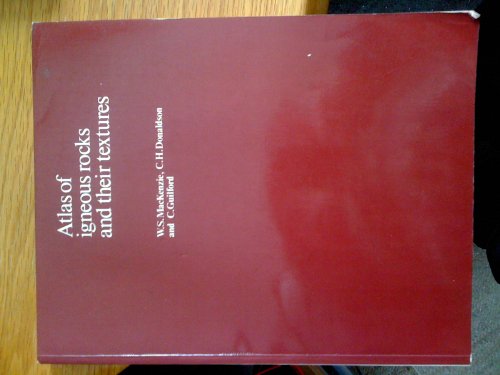 Atlas of
igneous rocks
and their textures
W.S.MacKenzie, C.H.Donaldson
and C.Guilford